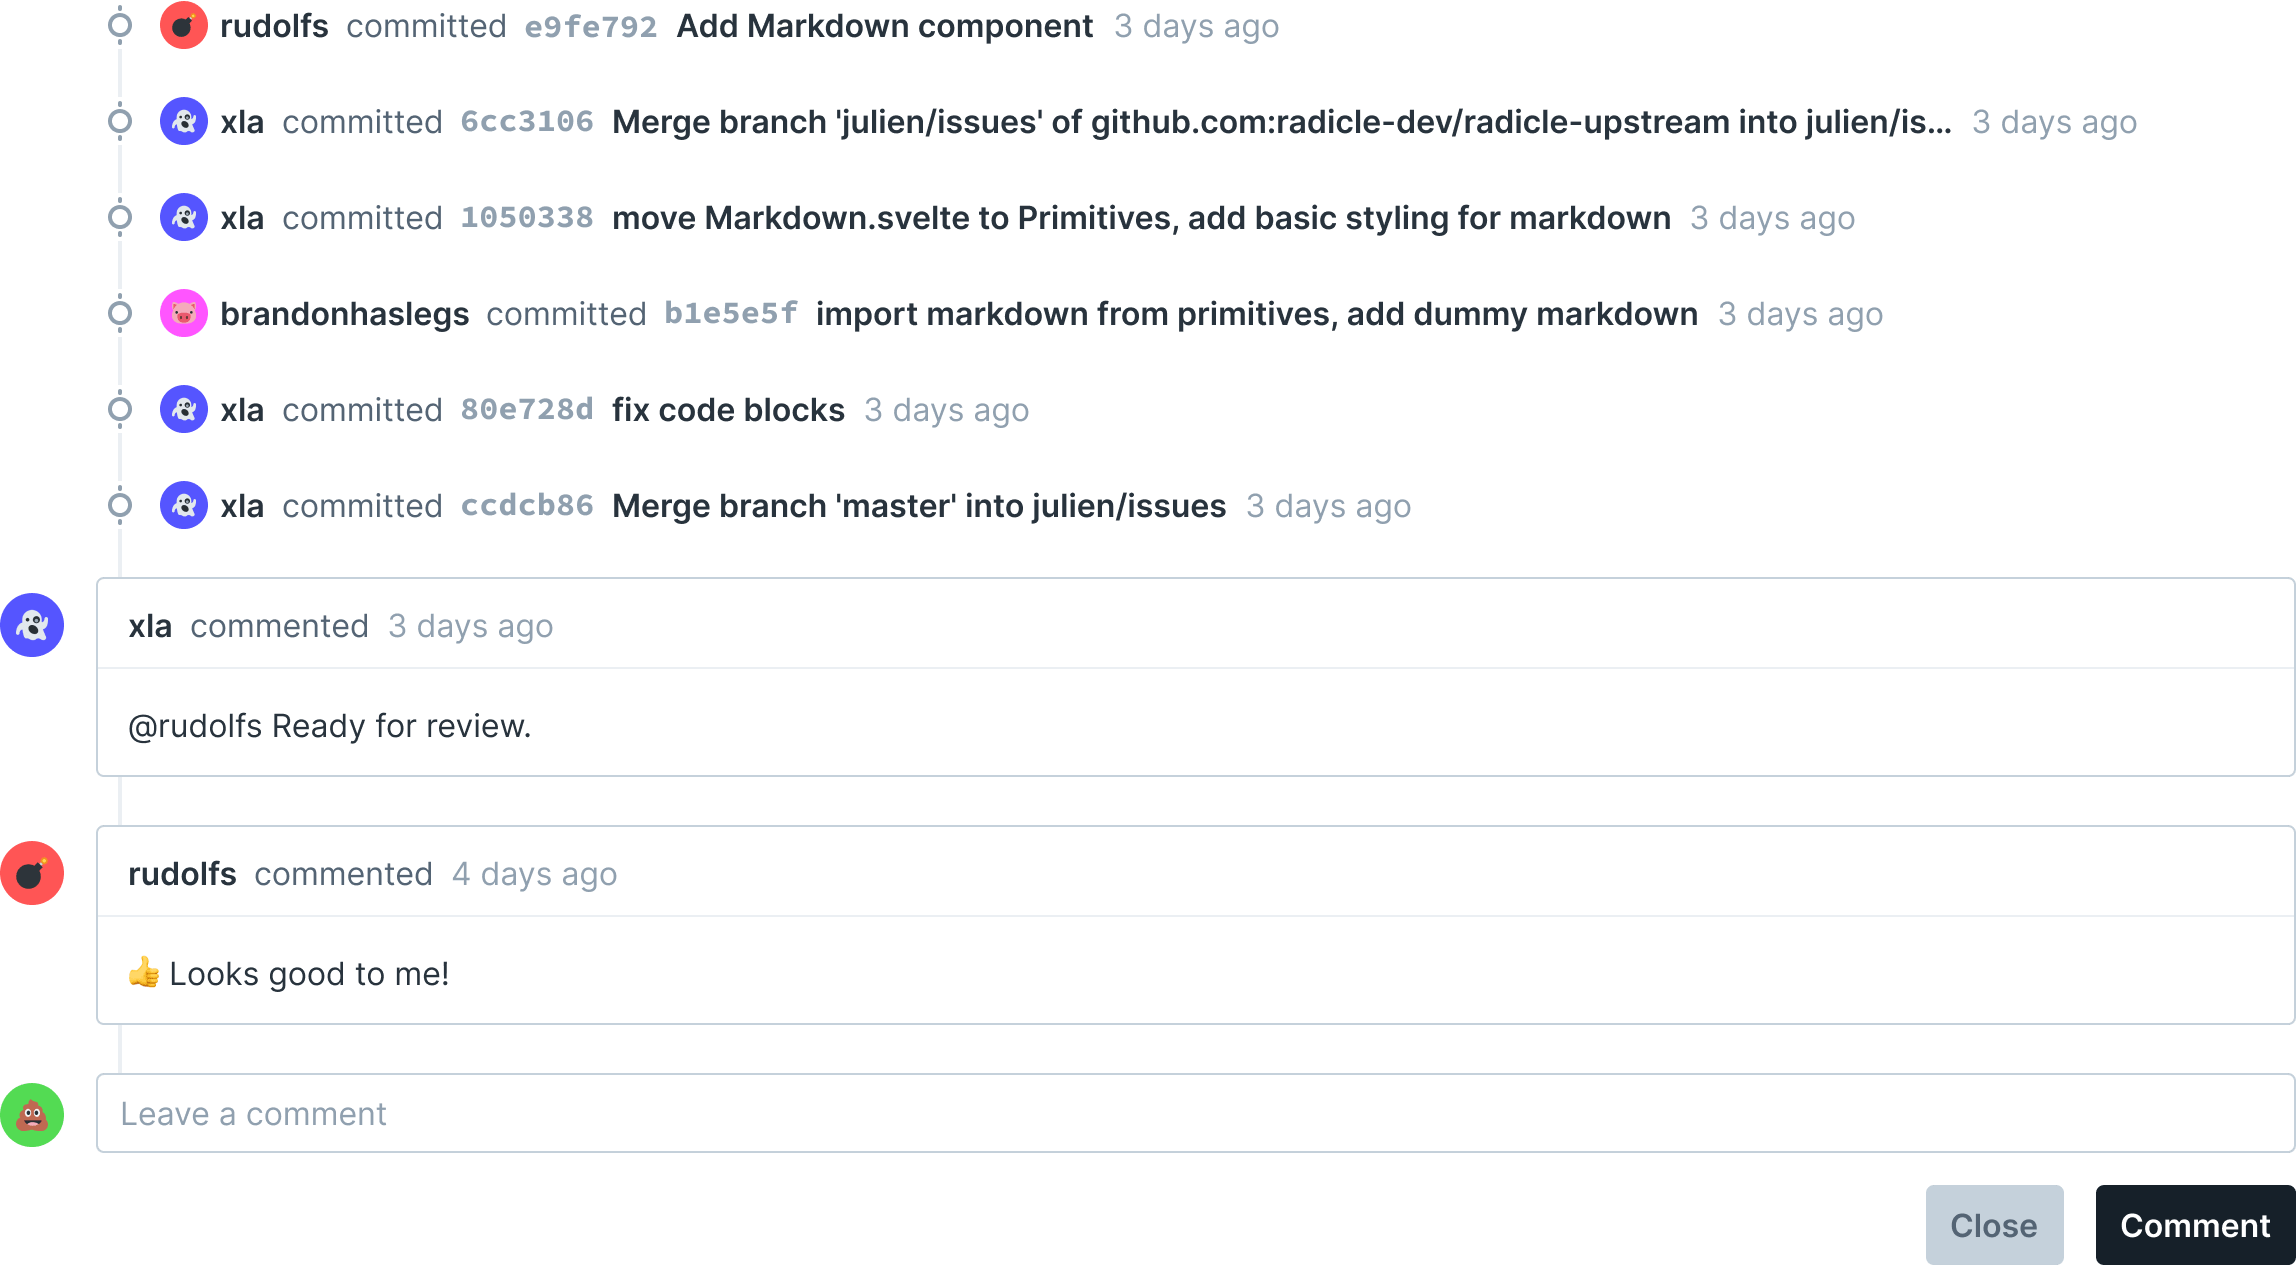 rudolfs committed e9fe792 Add Markdown component 3 days ago
xla committed 6cc3106 Merge branch 'julien/issues' of github.com:radicle-dev/radicle-upstream into julien/is... 3 days ago
xla committed 1050338 move Markdown.svelte to Primitives, add basic styling for markdown 3 days ago
brandonhaslegs committed b1e5e5f import markdown from primitives, add dummy markdown 3 days ago
xla committed 80e728d fix code blocks 3 days ago
xla committed ccdcb86 Merge branch 'master' into julien/issues 3 days ago
xla commented 3 days ago
@rudolfs Ready for review.
rudolfs commented 4 days ago
👍 Looks good to me!
Leave a comment
Close Comment